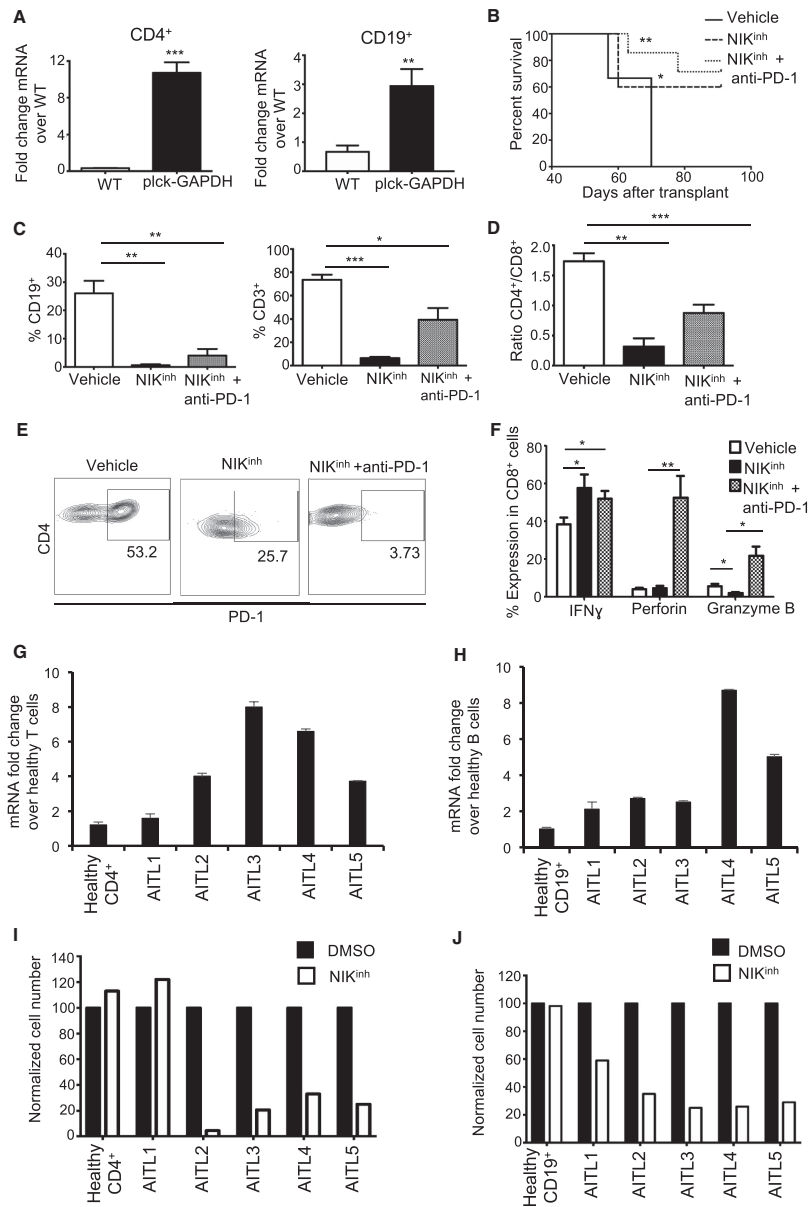 A
CD4⁺
Fold change mRNA
over WT
12
8
4
0
***
WT
plck-GAPDH
CD19⁺
Fold change mRNA
over WT
4
3
2
1
0
**
WT
plck-GAPDH
B
Percent survival
100
80
60
40
20
0
**
*
40
60
80
100
Days after transplant
Vehicle
NIKⁱⁿʰ
NIKⁱⁿʰ +
anti-PD-1
C
% CD19⁺
40
30
20
10
0
**
**
Vehicle
NIKⁱⁿʰ
NIKⁱⁿʰ +
anti-PD-1
% CD3⁺
100
80
60
40
20
0
*
***
Vehicle
NIKⁱⁿʰ
NIKⁱⁿʰ +
anti-PD-1
D
Ratio CD4⁺/CD8⁺
2.0
1.5
1.0
0.5
0.0
***
**
Vehicle
NIKⁱⁿʰ
NIKⁱⁿʰ +
anti-PD-1
E
Vehicle
NIKⁱⁿʰ
NIKⁱⁿʰ +anti-PD-1
CD4
53.2
25.7
3.73
PD-1
F
% Expression in CD8⁺ cells
80
60
40
20
0
*
*
**
*
*
IFNɣ
Perforin
Granzyme B
Vehicle
NIKⁱⁿʰ
NIKⁱⁿʰ +
anti-PD-1
G
mRNA fold change
over healthy T cells
10
8
6
4
2
0
Healthy
CD4⁺
AITL1
AITL2
AITL3
AITL4
AITL5
H
mRNA fold change
over healthy B cells
10
8
6
4
2
0
Healthy
CD19⁺
AITL1
AITL2
AITL3
AITL4
AITL5
I
Normalized cell number
140
120
100
80
60
40
20
0
DMSO
NIKⁱⁿʰ
Healthy
CD4⁺
AITL1
AITL2
AITL3
AITL4
AITL5
J
Normalized cell number
120
100
80
60
40
20
0
DMSO
NIKⁱⁿʰ
Healthy
CD19⁺
AITL1
AITL2
AITL3
AITL4
AITL5